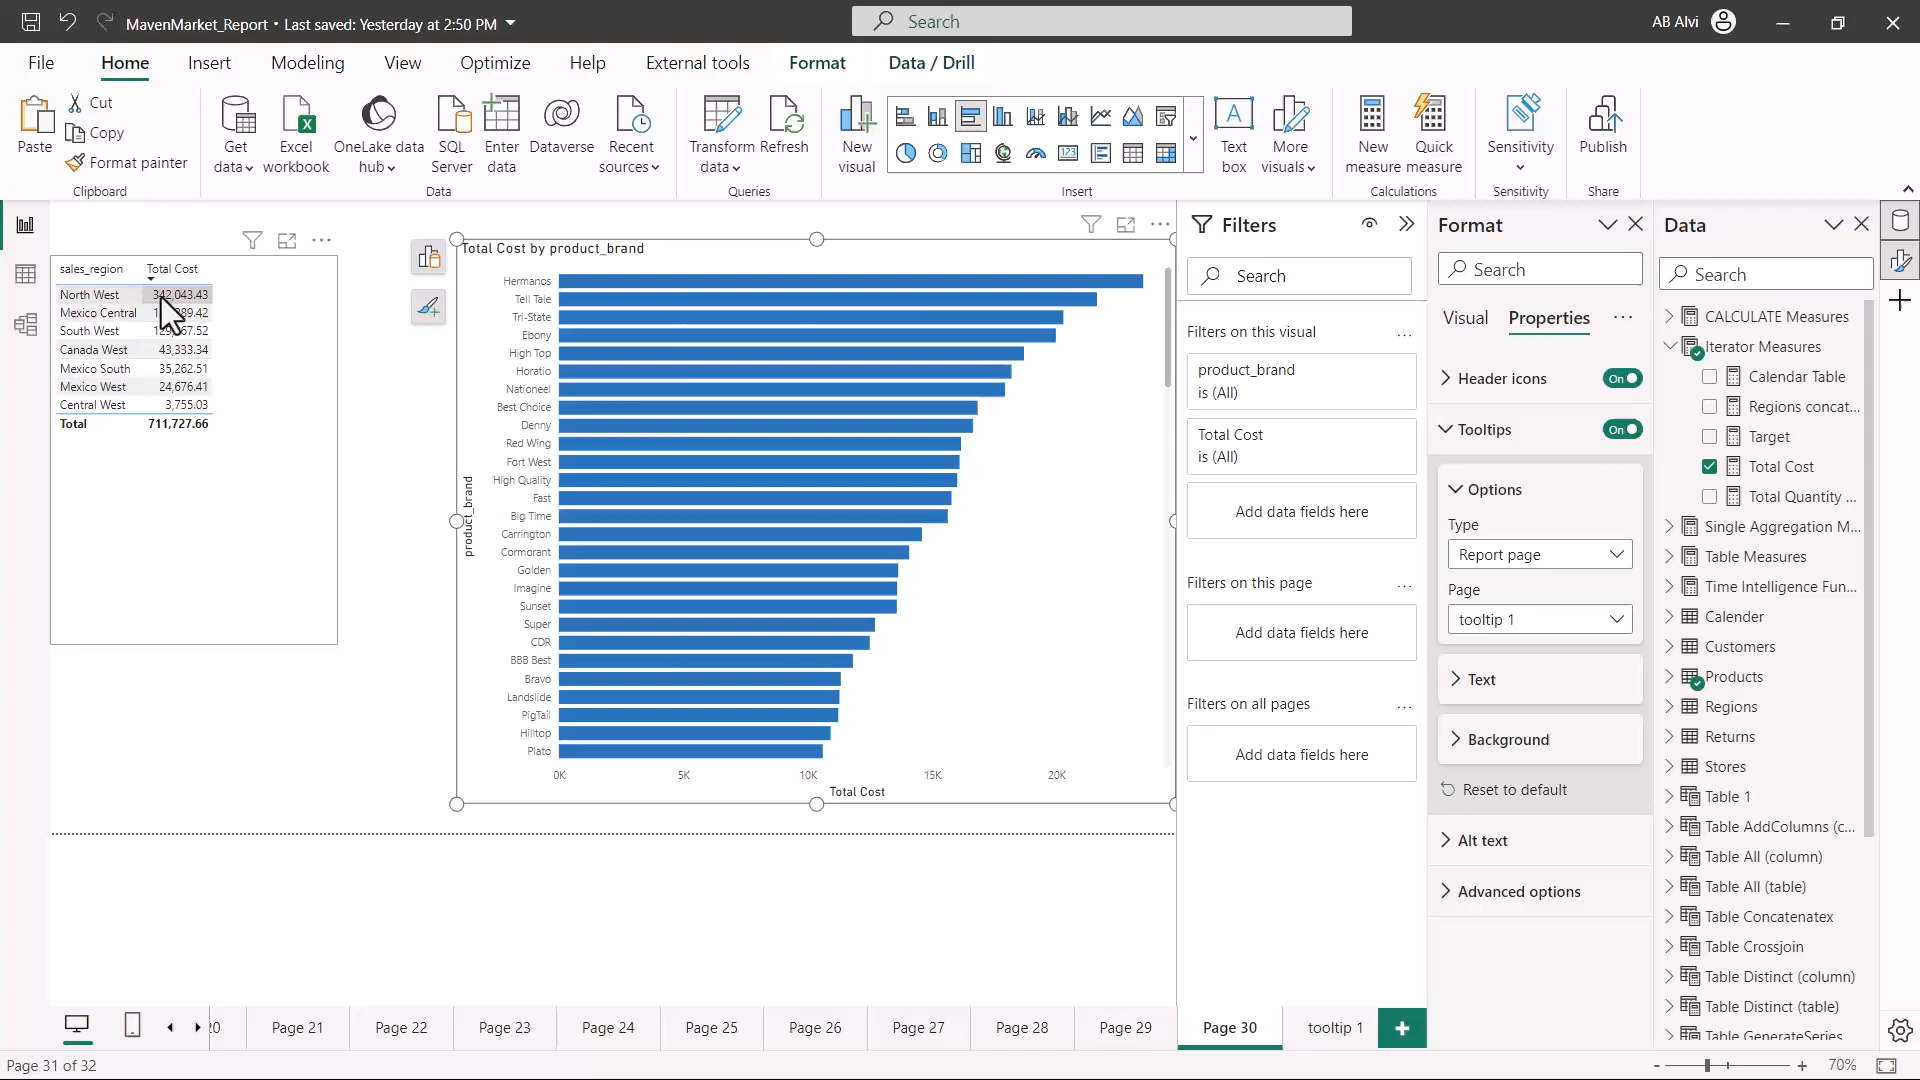 MavenMarket_Report • Last saved: Yesterday at 2:50 PM
Search
AB Alvi
File
Home
Insert
Modeling
View
Optimize
Help
External tools
Format
Data / Drill
Paste
Cut
Copy
Format painter
Clipboard
Get data
Excel workbook
OneLake data hub
SQL Server
Enter data
Dataverse
Recent sources
Data
Transform data
Refresh
Queries
New visual
Text box
More visuals
Insert
New measure
Quick measure
Calculations
Sensitivity
Sensitivity
Publish
Share
sales_region Total Cost
North West 342,043.43
Mexico Central
South West
Canada West 43,333.34
Mexico South 35,262.51
Mexico West 24,676.41
Central West 3,755.03
Total 711,727.66
Total Cost by product_brand
product_brand
Hermanos
Tell Tale
Tri-State
Ebony
High Top
Horatio
Nationeel
Best Choice
Denny
Red Wing
Fort West
High Quality
Fast
Big Time
Carrington
Cormorant
Golden
Imagine
Sunset
Super
CDR
BBB Best
Bravo
Landslide
PigTail
Hilltop
Plato
0K 5K 10K 15K 20K
Total Cost
Filters
Search
Filters on this visual
product_brand
is (All)
Total Cost
is (All)
Add data fields here
Filters on this page
Add data fields here
Filters on all pages
Add data fields here
Format
Search
Visual
Properties
Header icons
On
Tooltips
On
Options
Type
Report page
Page
tooltip 1
Text
Background
Reset to default
Alt text
Advanced options
Data
Search
CALCULATE Measures
Iterator Measures
Calendar Table
Regions concat...
Target
Total Cost
Total Quantity ...
Single Aggregation M...
Table Measures
Time Intelligence Fun...
Calender
Customers
Products
Regions
Returns
Stores
Table 1
Table AddColumns (c...
Table All (column)
Table All (table)
Table Concatenatex
Table Crossjoin
Table Distinct (column)
Table Distinct (table)
Table GenerateSeries
Page 21
Page 22
Page 23
Page 24
Page 25
Page 26
Page 27
Page 28
Page 29
Page 30
tooltip 1
Page 31 of 32
70%